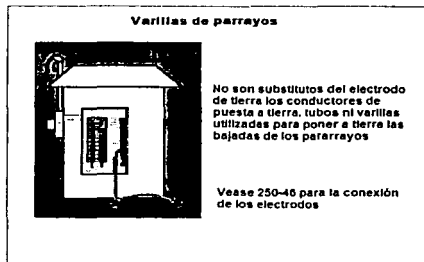 Varillas de parrayos
No son substitutos del electrodo
de tierra los conductores de
puesta a tierra, tubos ni varillas
utilizadas para poner a tierra las
bajadas de los pararrayos
Vease 250-46 para la conexión
de los electrodos